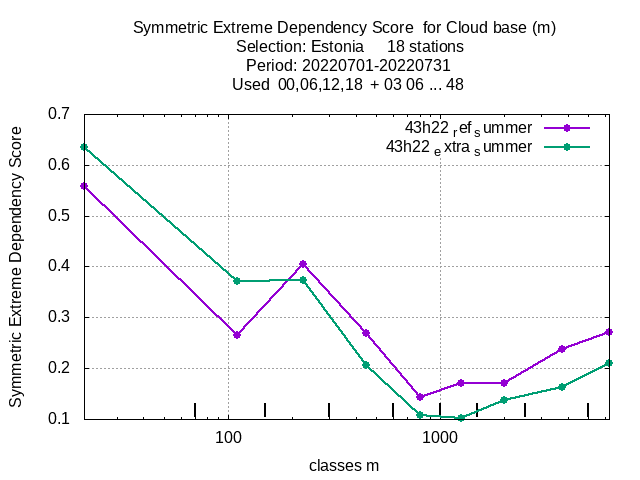 Symmetric Extreme Dependency Score for Cloud base (m)
Selection: Estonia 18 stations
Period: 20220701-20220731
Used 00,06,12,18 + 03 06 ... 48
43h22 ref summer
43h22 extra summer
Symmetric Extreme Dependency Score
0.7
0.6
0.5
0.4
0.3
0.2
0.1
100 1000
classes m